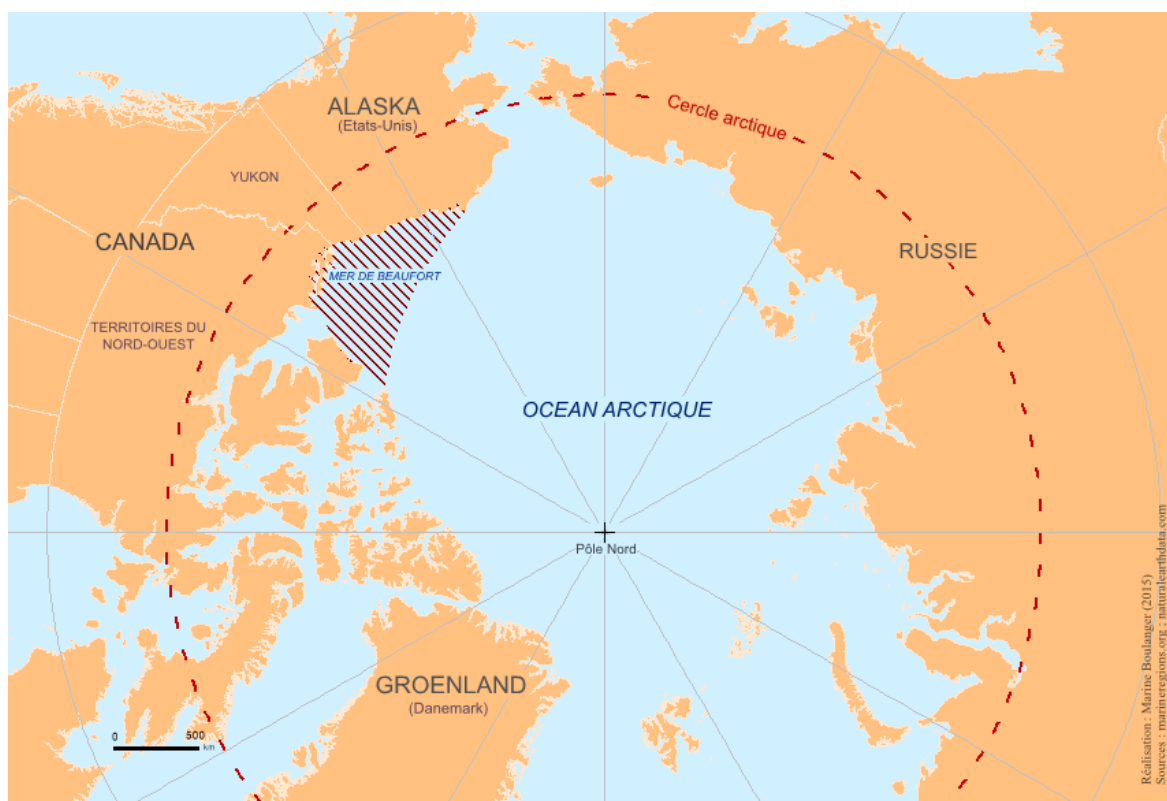 ALASKA
(Etats-Unis)
Cercle arctique
YUKON
CANADA
RUSSIE
MER DE BEAUFORT
TERRITOIRES DU
NORD-OUEST
OCEAN ARCTIQUE
Pôle Nord
GROENLAND
(Danemark)
0 500
km
Réalisation : Marine Boulanger (2015)
Sources : marineregions.org ; naturalearthdata.com